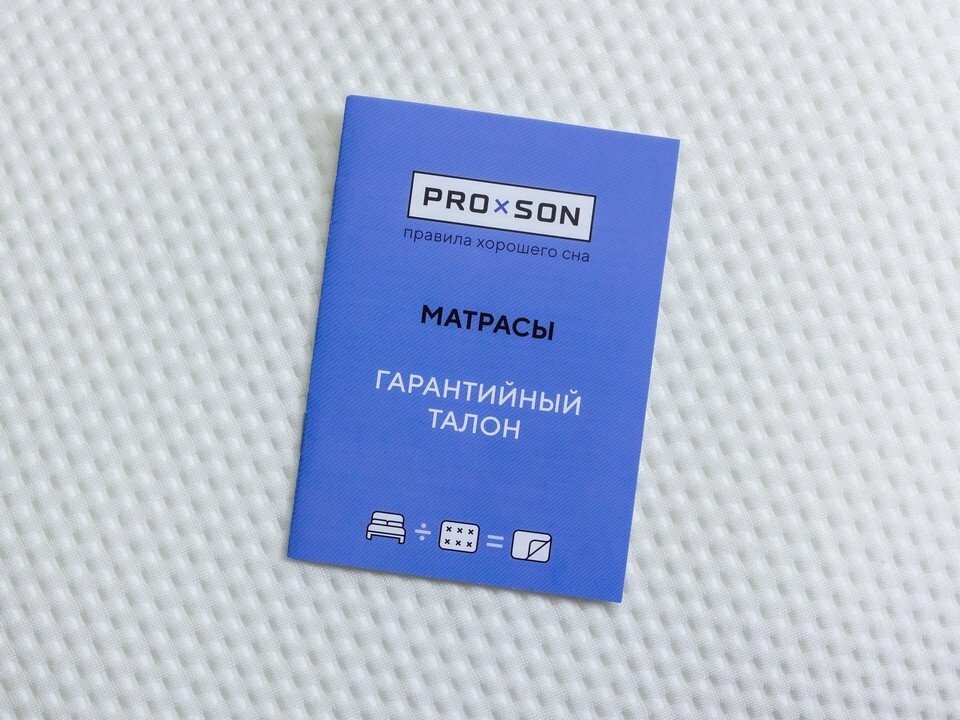 PRO×SON
правила хорошего сна
МАТРАСЫ
ГАРАНТИЙНЫЙ
ТАЛОН
÷ =